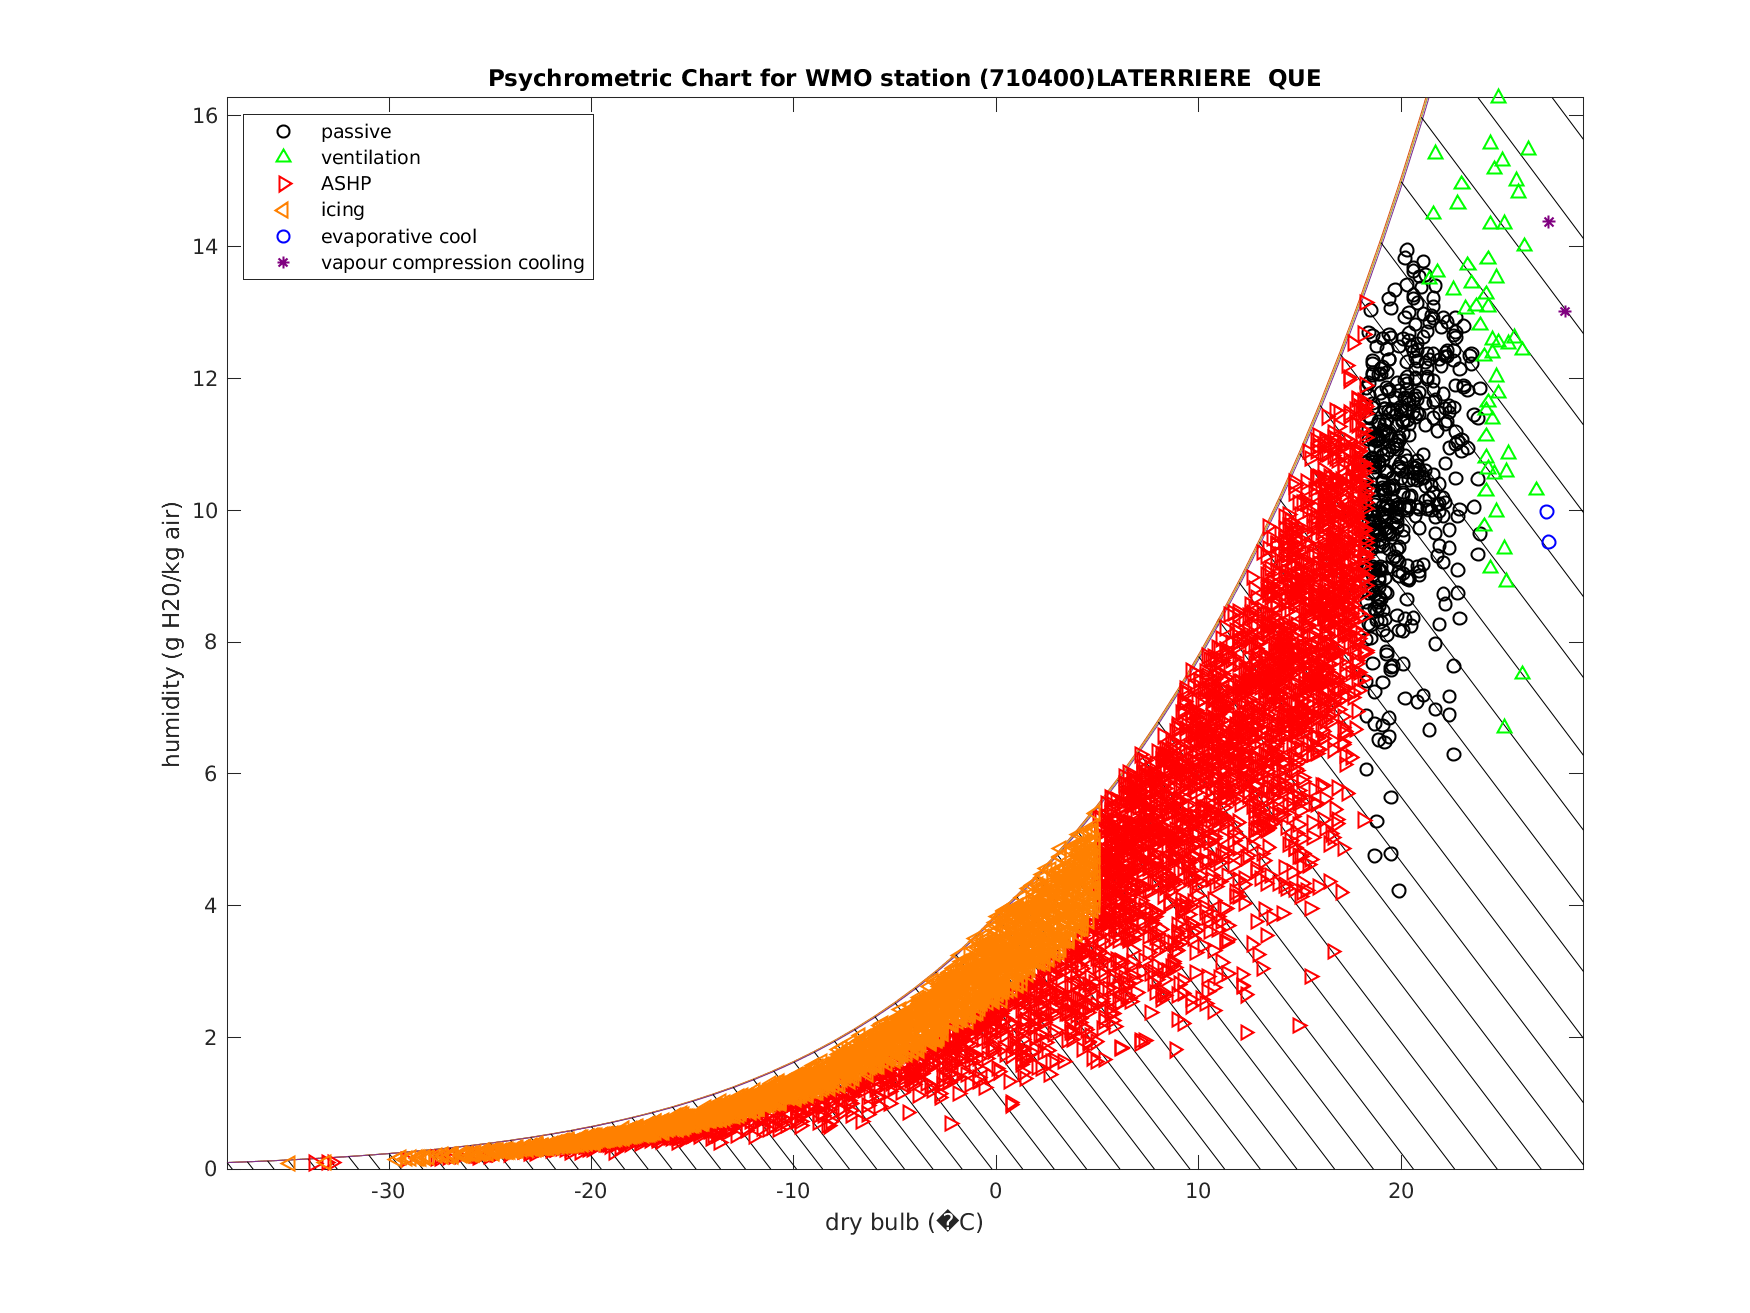 Psychrometric Chart for WMO station (710400)LATERRIERE  QUE
passive
ventilation
ASHP
icing
evaporative cool
vapour compression cooling
humidity (g H20/kg air)
16
14
12
10
8
6
4
2
0
-30
-20
-10
0
10
20
dry bulb (�C)